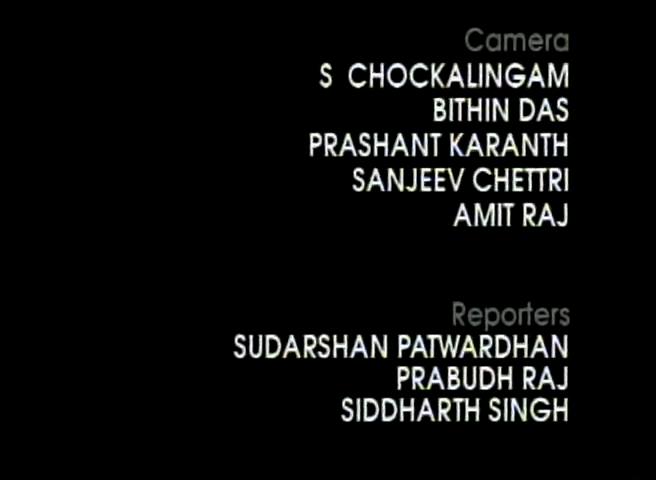 Camera
S CHOCKALINGAM
BITHIN DAS
PRASHANT KARANTH
SANJEEV CHETTRI
AMIT RAJ
Reporters
SUDARSHAN PATWARDHAN
PRABUDH RAJ
SIDDHARTH SINGH